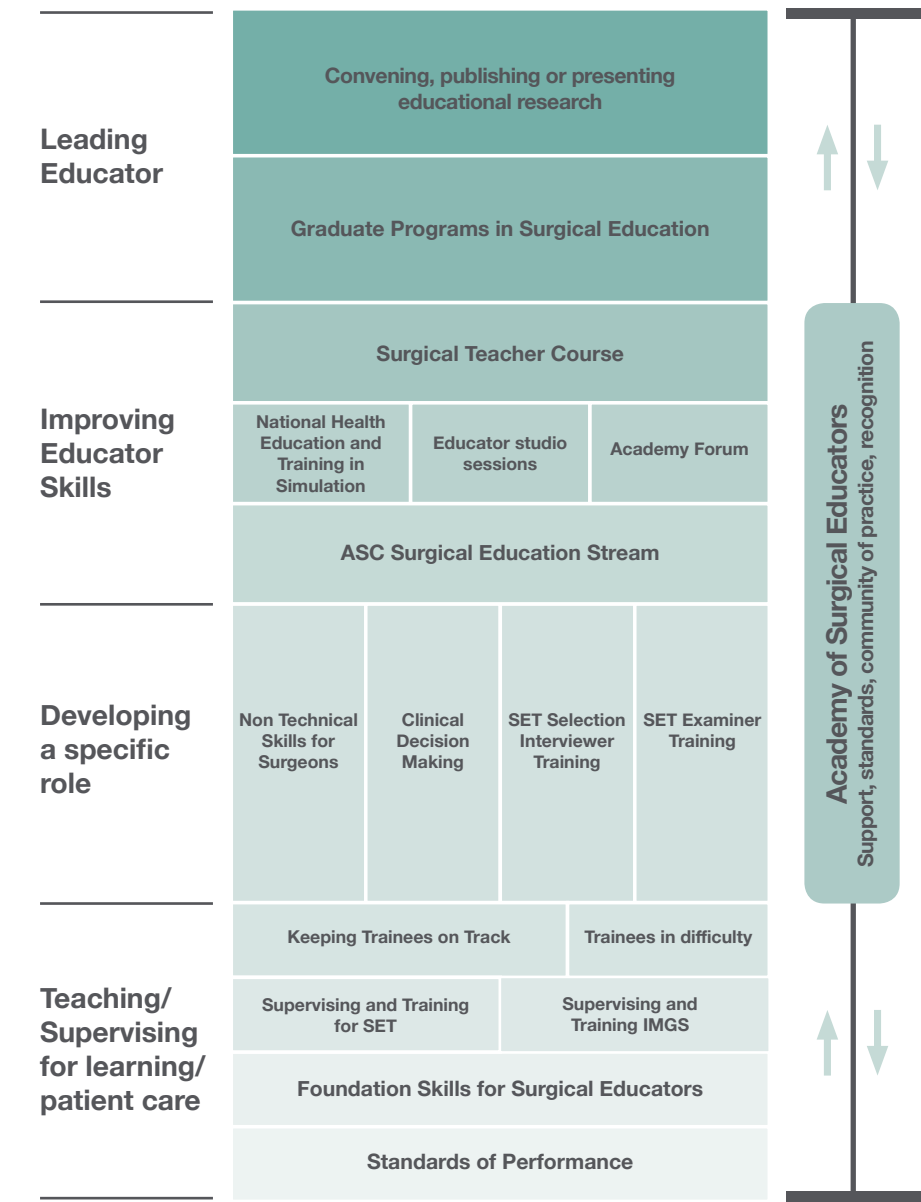 Leading
Educator
Convening, publishing or presenting
educational research
Graduate Programs in Surgical Education
Improving
Educator
Skills
Surgical Teacher Course
National Health
Education and
Training in
Simulation
Educator studio
sessions
Academy Forum
ASC Surgical Education Stream
Developing
a specific
role
Non Technical
Skills for
Surgeons
Clinical
Decision
Making
SET Selection
Interviewer
Training
SET Examiner
Training
Teaching/
Supervising
for learning/
patient care
Keeping Trainees on Track
Trainees in difficulty
Supervising and Training
for SET
Supervising and
Training IMGS
Foundation Skills for Surgical Educators
Standards of Performance
Academy of Surgical Educators
Support, standards, community of practice, recognition